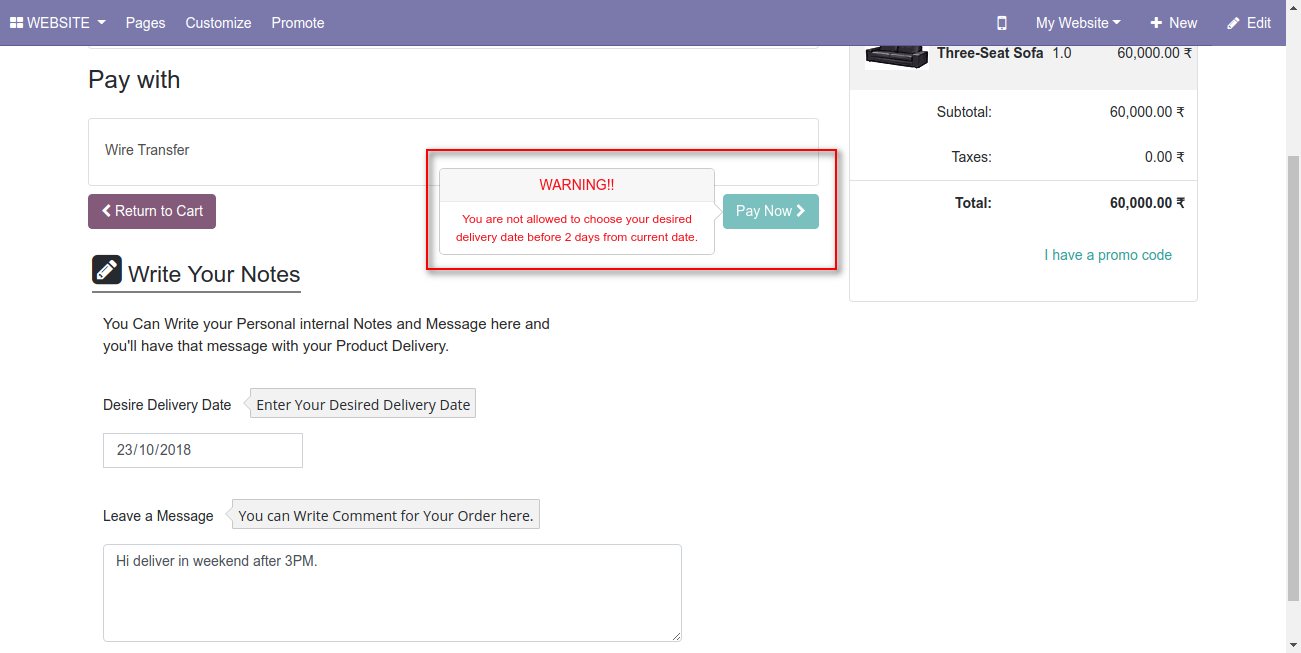 WEBSITE Pages Customize Promote My Website New Edit
Three-Seat Sofa 1.0 60,000.00 ₹
Pay with
Subtotal: 60,000.00 ₹
Wire Transfer
Taxes: 0.00 ₹
WARNING!!
You are not allowed to choose your desired
delivery date before 2 days from current date.
Return to Cart
Pay Now
Total: 60,000.00 ₹
I have a promo code
Write Your Notes
You Can Write your Personal internal Notes and Message here and
you'll have that message with your Product Delivery.
Desire Delivery Date Enter Your Desired Delivery Date
23/10/2018
Leave a Message You can Write Comment for Your Order here.
Hi deliver in weekend after 3PM.